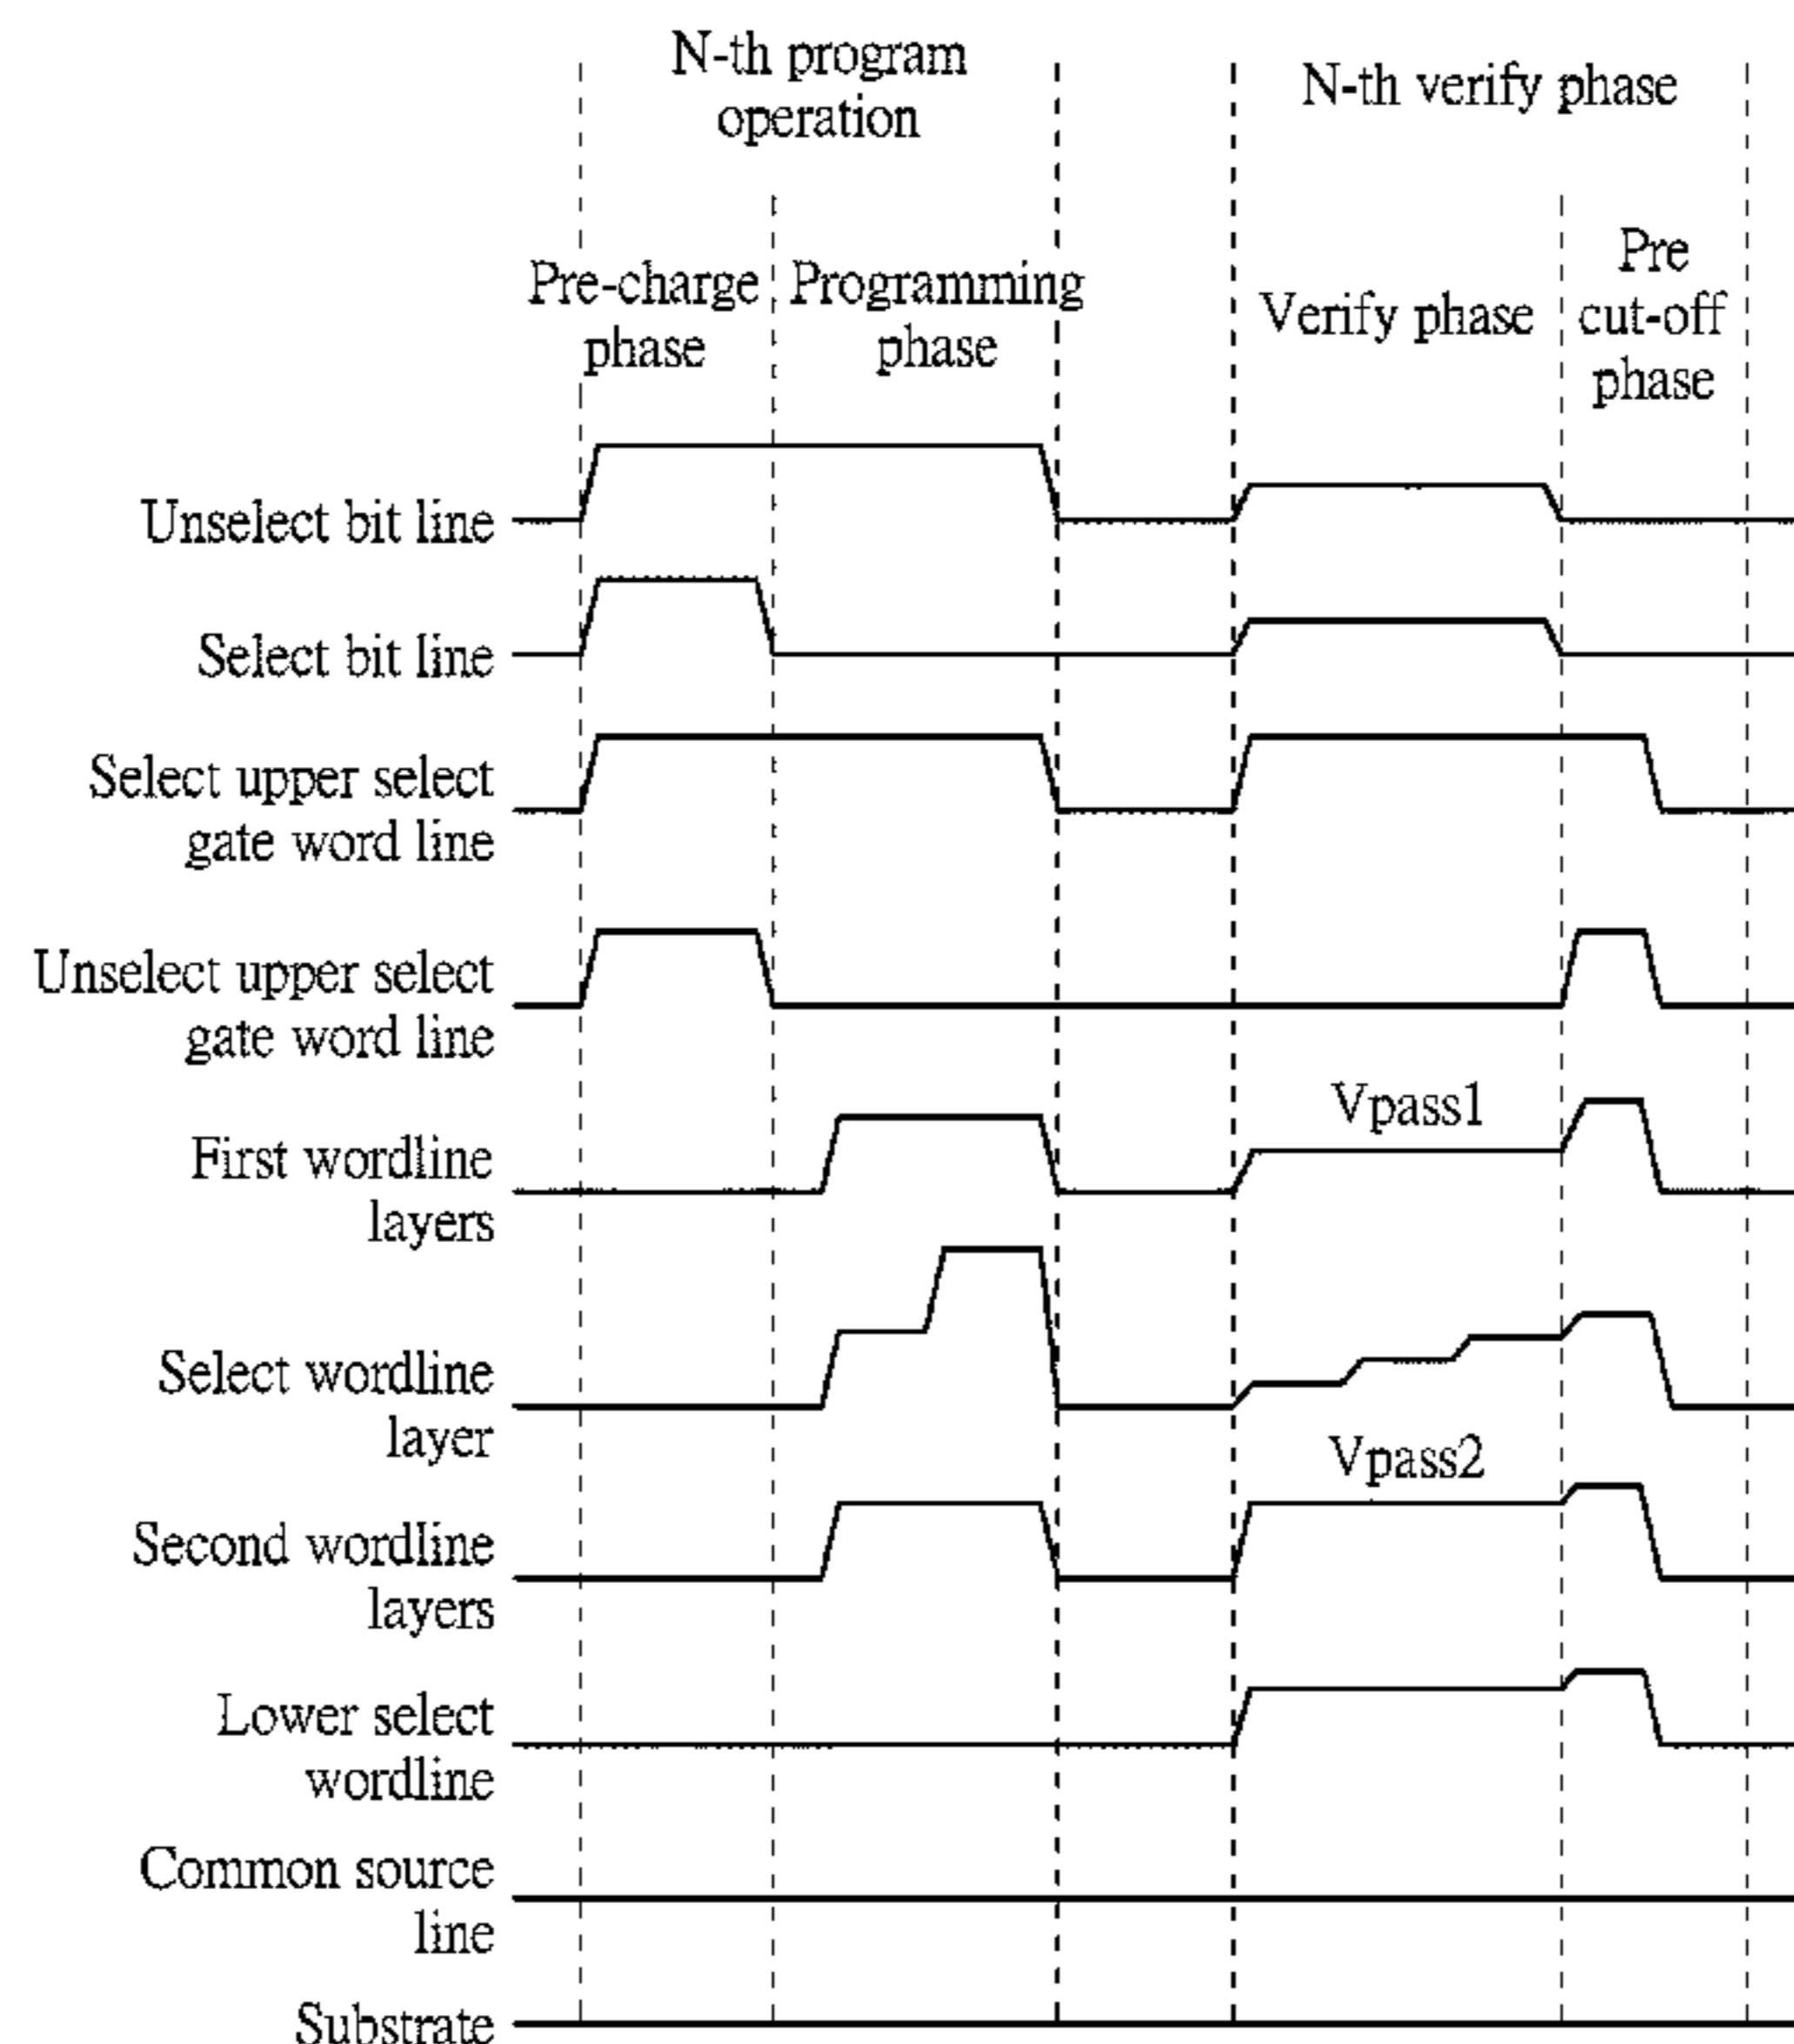 N-th program
operation
N-th verify phase
Pre-charge
phase
Programming
phase
Verify phase
Pre
cut-off
phase
Unselect bit line
Select bit line
Select upper select
gate word line
Unselect upper select
gate word line
First wordline
layers
Vpass1
Select wordline
layer
Vpass2
Second wordline
layers
Lower select
wordline
Common source
line
Substrate